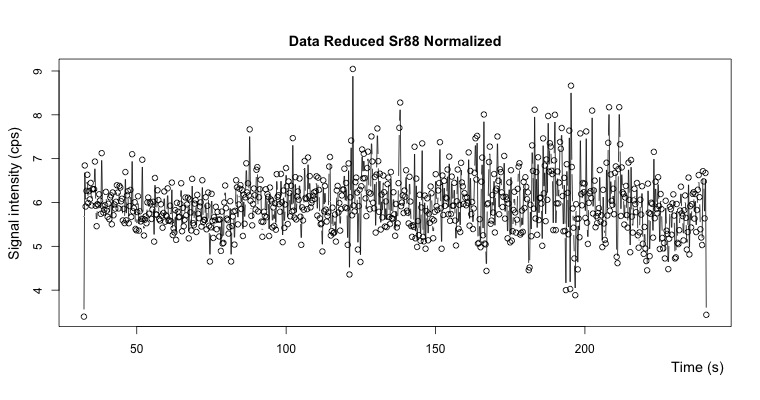 Data Reduced Sr88 Normalized
Signal intensity (cps)
9
8
7
6
5
4
50 100 150 200
Time (s)